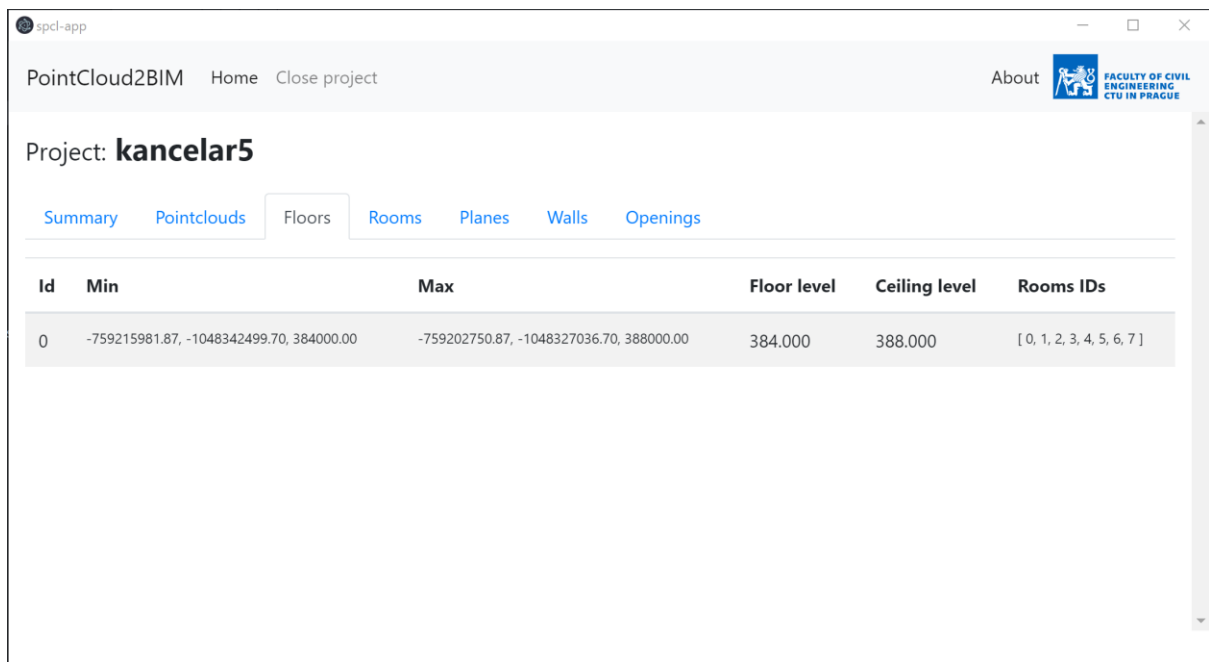 spcl-app
PointCloud2BIM Home Close project About FACULTY OF CIVIL
ENGINEERING
CTU IN PRAGUE
Project: kancelar5
Summary Pointclouds Floors Rooms Planes Walls Openings
Id Min Max Floor level Ceiling level Rooms IDs
0 -759215981.87, -1048342499.70, 384000.00 -759202750.87, -1048327036.70, 388000.00 384.000 388.000 [ 0, 1, 2, 3, 4, 5, 6, 7 ]